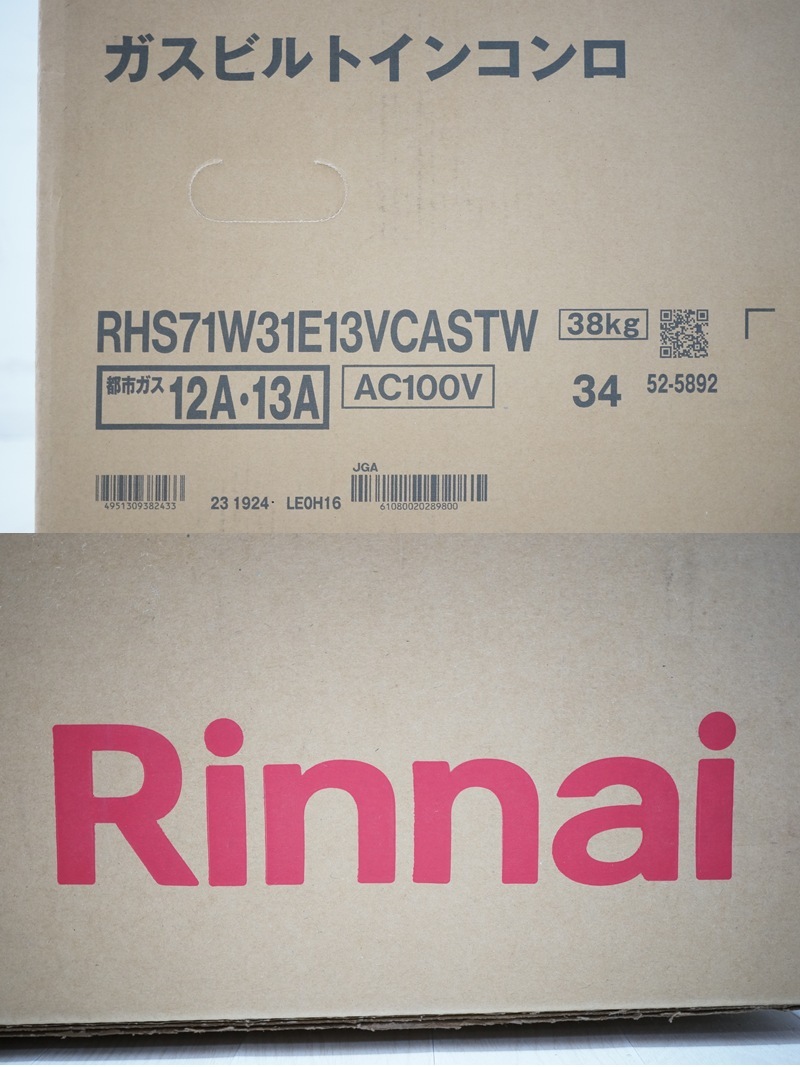 ガスビルトインコンロ
RHS71W31E13VCASTW 38kg
都市ガス 12A・13A AC100V 34 52-5892
JGA
4951309382433 23 1924・ LE0H16 61080020289800
Rinnai